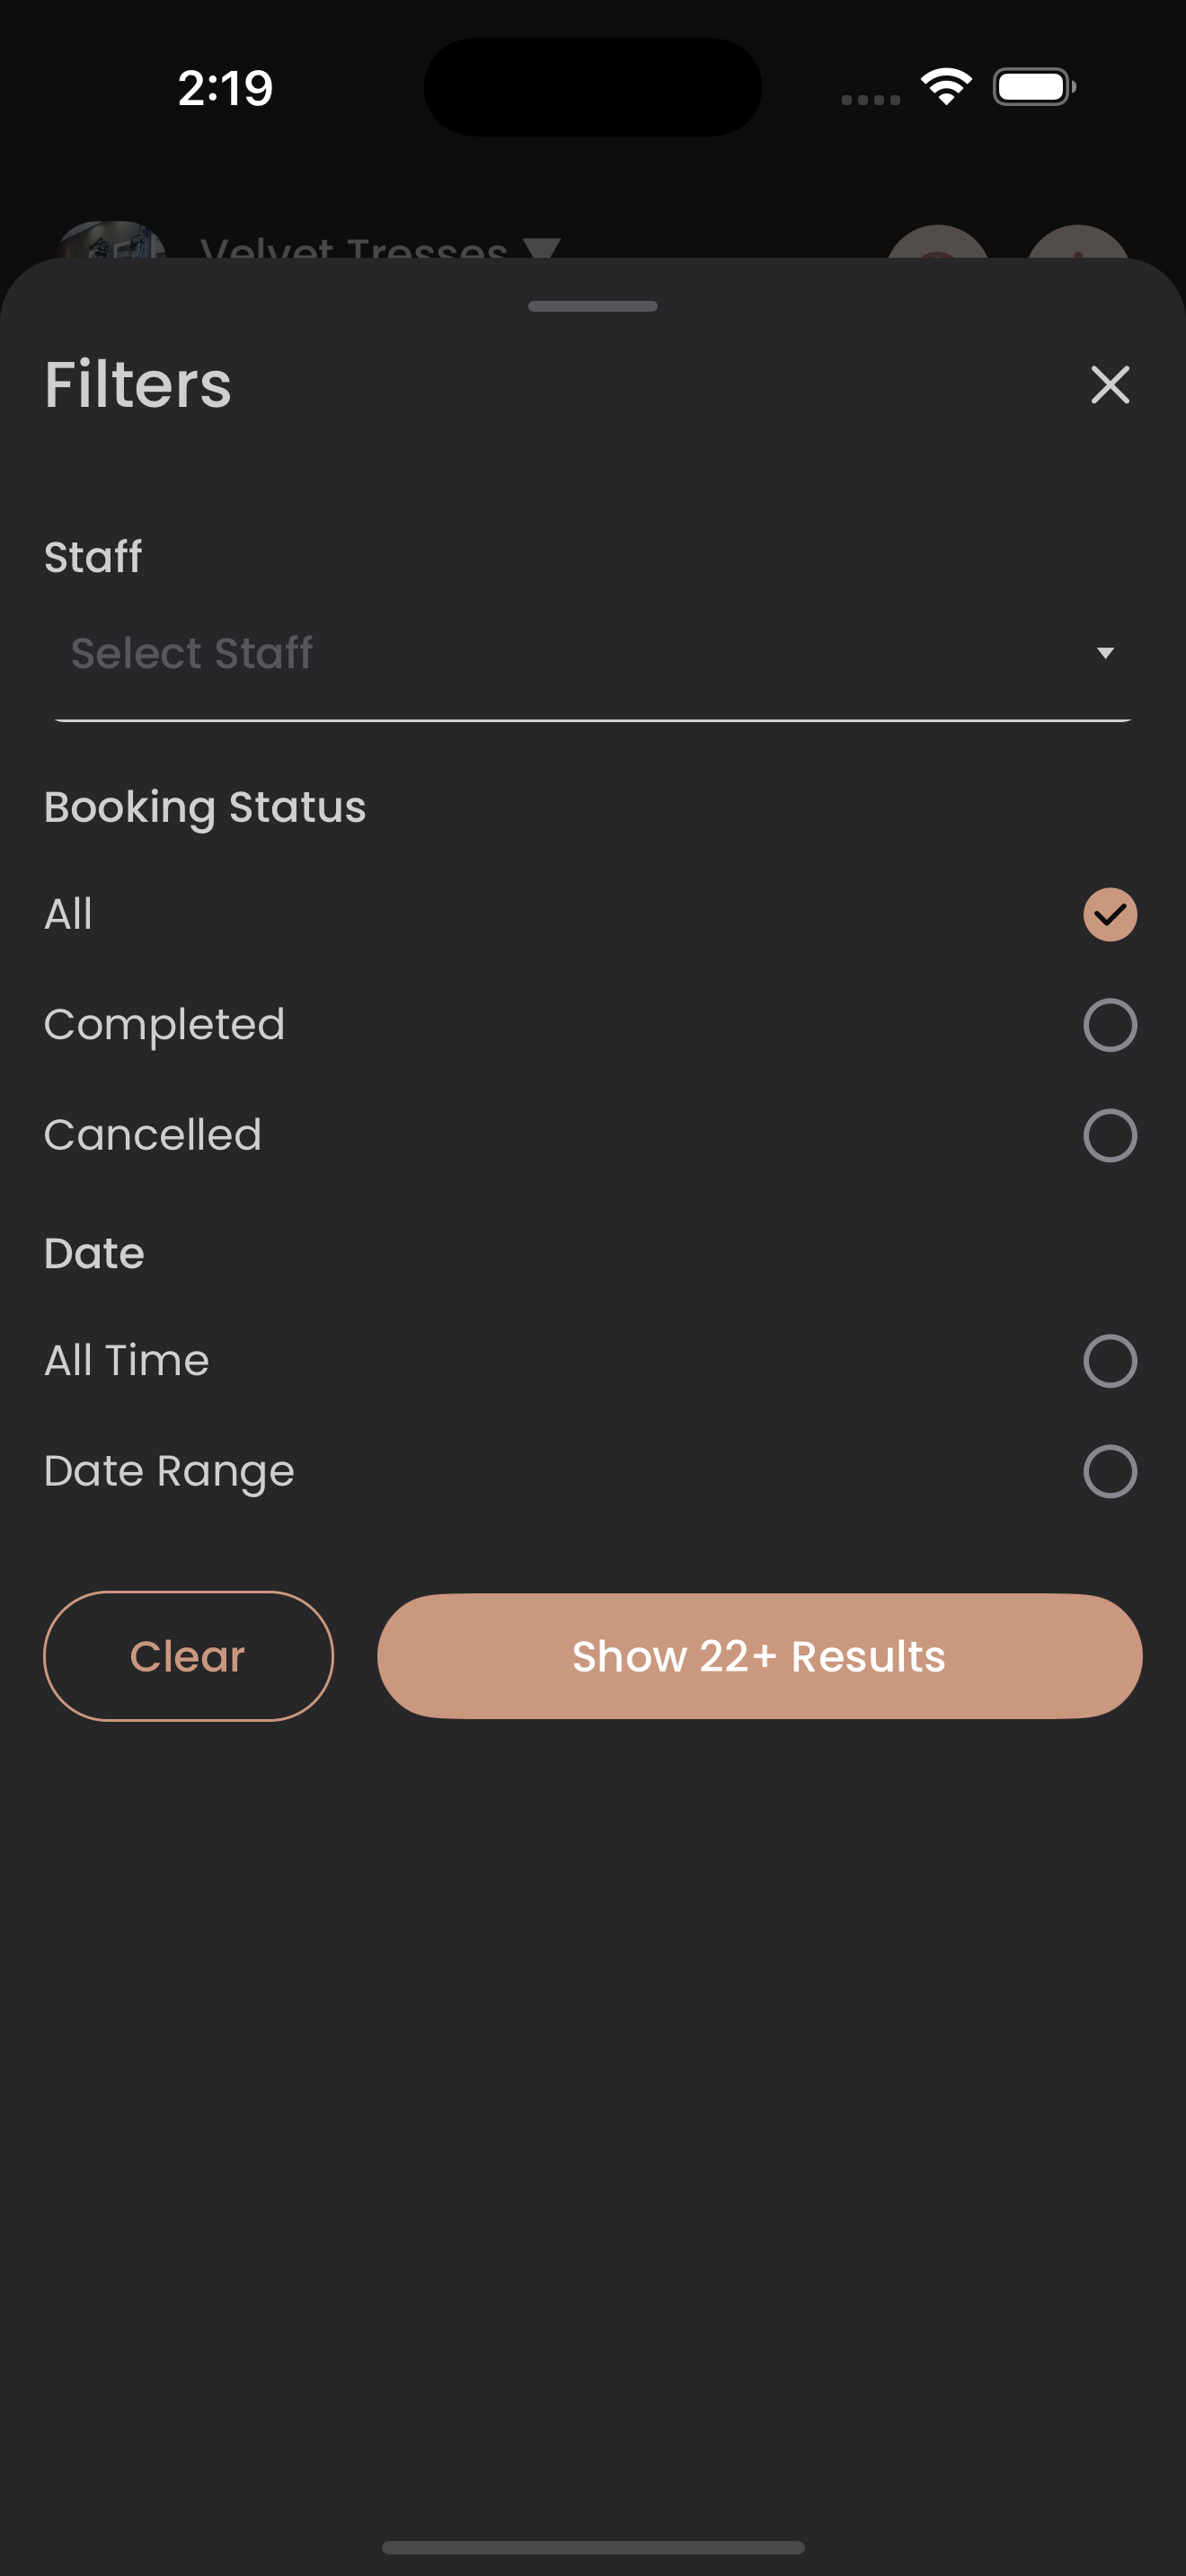 2:19
Velvet Tresses
Filters
Staff
Select Staff
Booking Status
All
Completed
Cancelled
Date
All Time
Date Range
Clear
Show 22+ Results